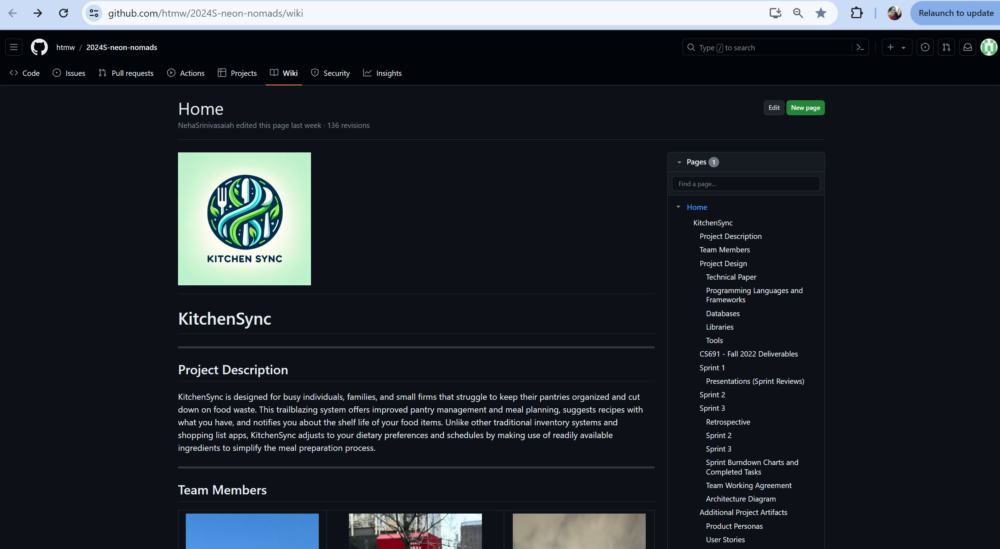 github.com/htmw/2024S-neon-nomads/wiki
Relaunch to update
htmw / 2024S-neon-nomads
Type / to search
Code
Issues
Pull requests
Actions
Projects
Wiki
Security
Insights
Home
Edit
New page
NehaSrinivasaiah edited this page last week · 136 revisions
KITCHEN SYNC
KitchenSync
Project Description
KitchenSync is designed for busy individuals, families, and small firms that struggle to keep their pantries organized and cut
down on food waste. This trailblazing system offers improved pantry management and meal planning, suggests recipes with
what you have, and notifies you about the shelf life of your food items. Unlike other traditional inventory systems and
shopping list apps, KitchenSync adjusts to your dietary preferences and schedules by making use of readily available
ingredients to simplify the meal preparation process.
Team Members
Pages 1
Find a page...
Home
KitchenSync
Project Description
Team Members
Project Design
Technical Paper
Programming Languages and
Frameworks
Databases
Libraries
Tools
CS691 - Fall 2022 Deliverables
Sprint 1
Presentations (Sprint Reviews)
Sprint 2
Sprint 3
Retrospective
Sprint 2
Sprint 3
Sprint Burndown Charts and
Completed Tasks
Team Working Agreement
Architecture Diagram
Additional Project Artifacts
Product Personas
User Stories